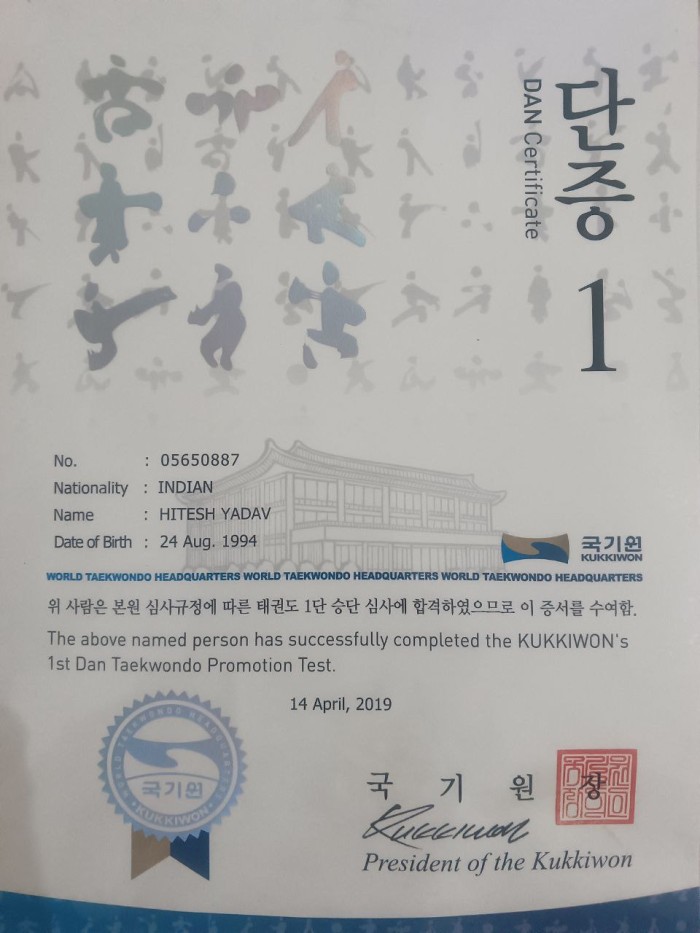 단증
DAN Certificate
1
No. : 05650887
Nationality : INDIAN
Name : HITESH YADAV
Date of Birth : 24 Aug. 1994
국기원
KUKKIWON
WORLD TAEKWONDO HEADQUARTERS WORLD TAEKWONDO HEADQUARTERS WORLD TAEKWONDO HEADQUARTERS
위 사람은 본원 심사규정에 따른 태권도 1단 승단 심사에 합격하였으므로 이 증서를 수여함.
The above named person has successfully completed the KUKKIWON's
1st Dan Taekwondo Promotion Test.
14 April, 2019
WORLD TAEKWONDO HEADQUARTERS
국기원
KUKKIWON
국 기 원 장
Kukkiwon
President of the Kukkiwon